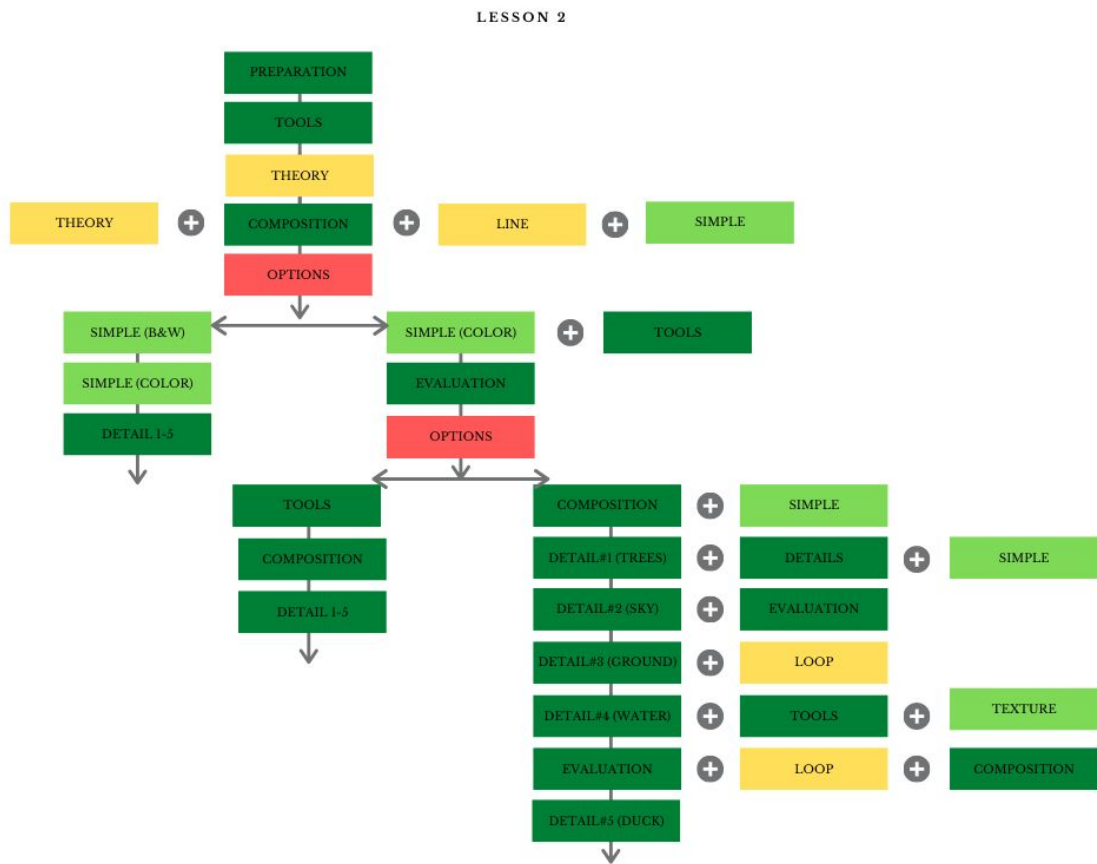 LESSON 2
PREPARATION
TOOLS
THEORY
THEORY
COMPOSITION
LINE
SIMPLE
OPTIONS
SIMPLE (B&W)
SIMPLE (COLOR)
TOOLS
SIMPLE (COLOR)
EVALUATION
DETAIL 1-5
OPTIONS
TOOLS
COMPOSITION
SIMPLE
COMPOSITION
DETAIL#1 (TREES)
DETAILS
SIMPLE
DETAIL 1-5
DETAIL#2 (SKY)
EVALUATION
DETAIL#3 (GROUND)
LOOP
DETAIL#4 (WATER)
TOOLS
TEXTURE
EVALUATION
LOOP
COMPOSITION
DETAIL#5 (DUCK)